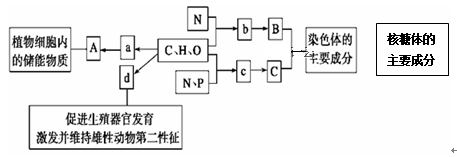 植物细胞内
的储能物质
A
a
C、H、O
N
b
B
N、P
c
C
d
染色体的
主要成分
核糖体的
主要成分
促进生殖器官发育
激发并维持雄性动物第二性征